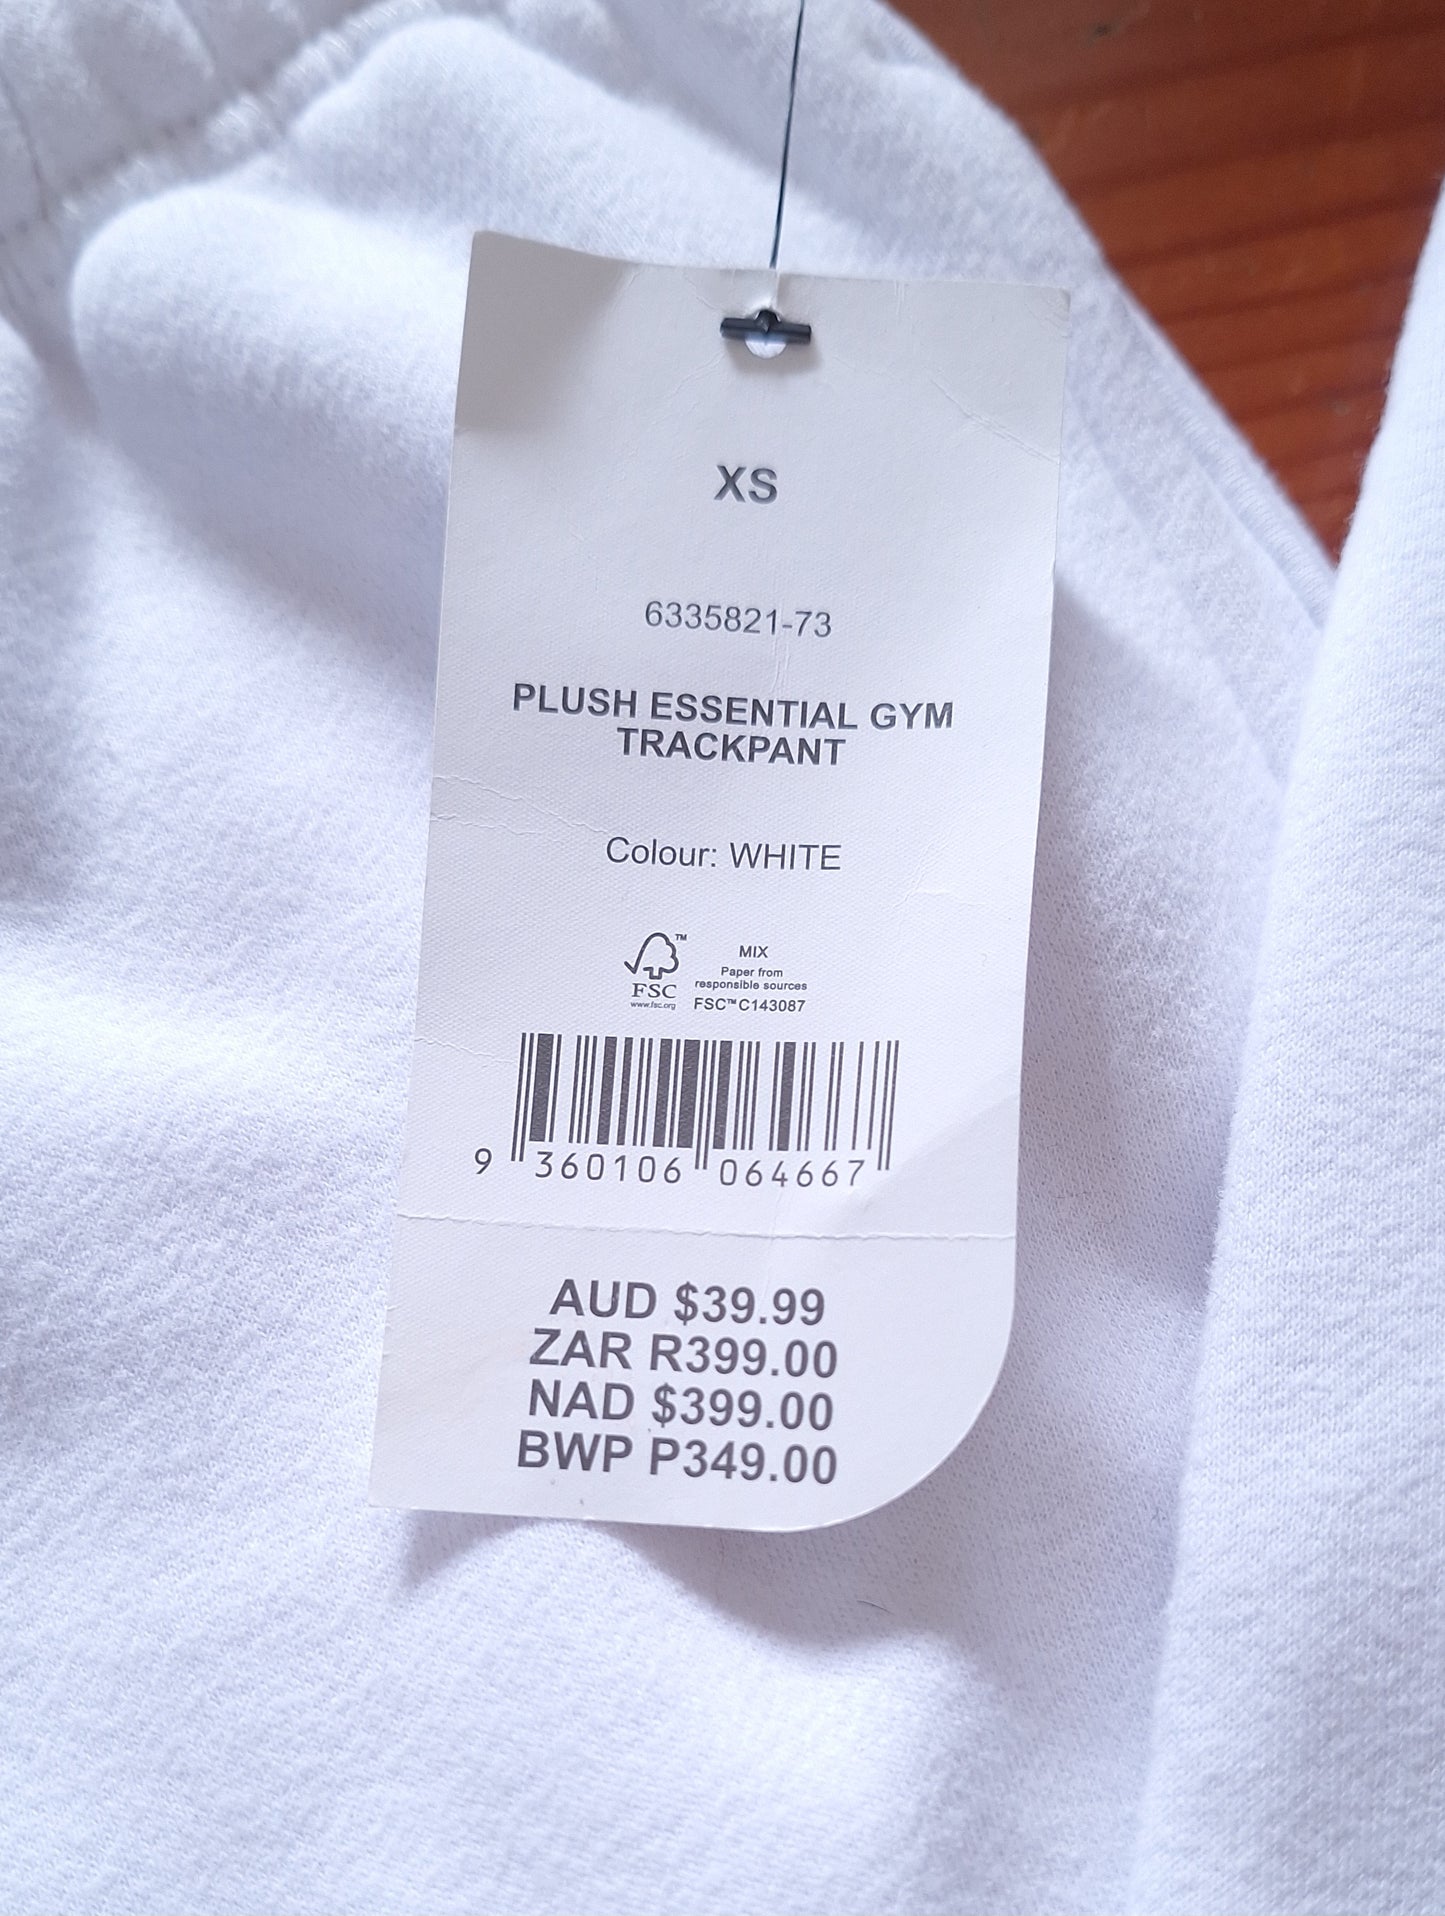 XS
6335821-73
PLUSH ESSENTIAL GYM
TRACKPANT
Colour: WHITE
™
FSC
www.fsc.org
MIX
Paper from
responsible sources
FSC™ C143087
9 360106 064667
AUD $39.99
ZAR R399.00
NAD $399.00
BWP P349.00